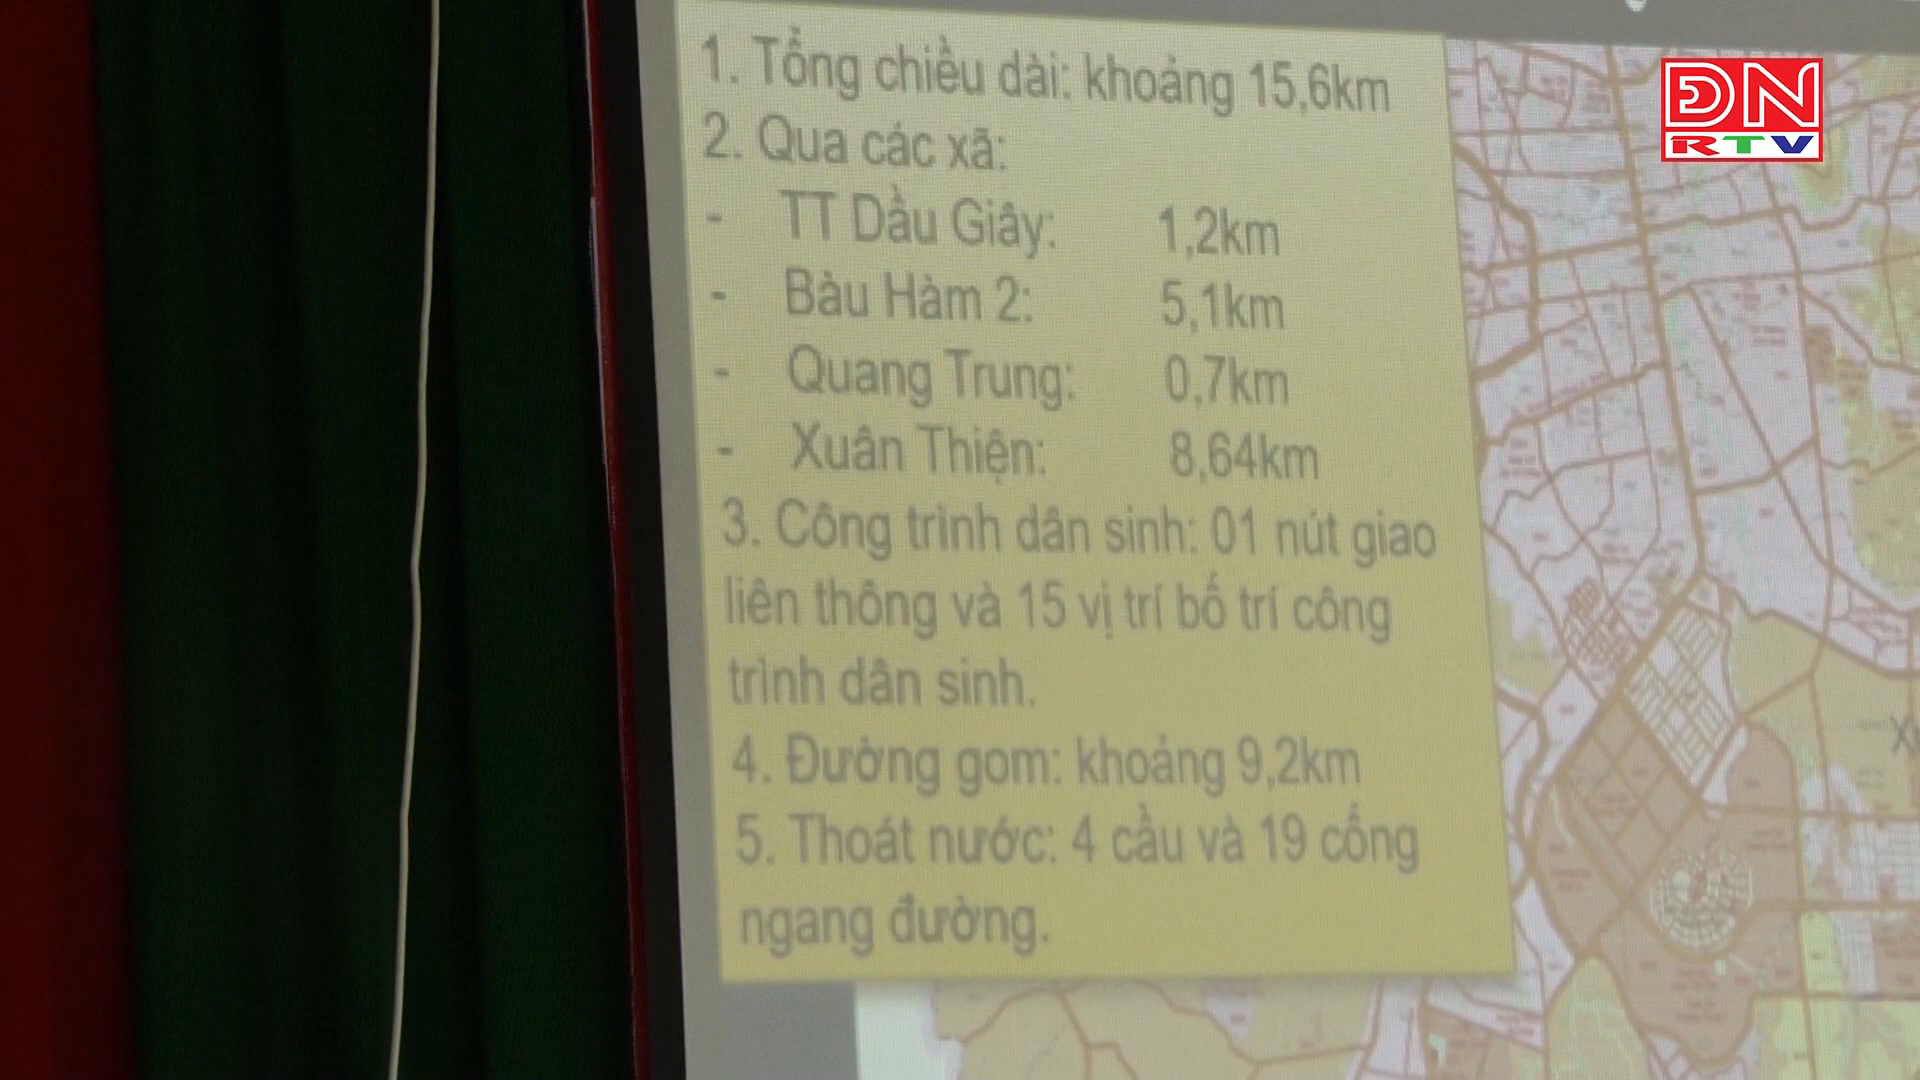 ĐN
RTV
1. Tổng chiều dài: khoảng 15,6km
2. Qua các xã:
- TT Dầu Giây: 1,2km
- Bàu Hàm 2: 5,1km
- Quang Trung: 0,7km
- Xuân Thiện: 8,64km
3. Công trình dân sinh: 01 nút giao
liên thông và 15 vị trí bố trí công
trình dân sinh.
4. Đường gom: khoảng 9,2km
5. Thoát nước: 4 cầu và 19 cống
ngang đường.